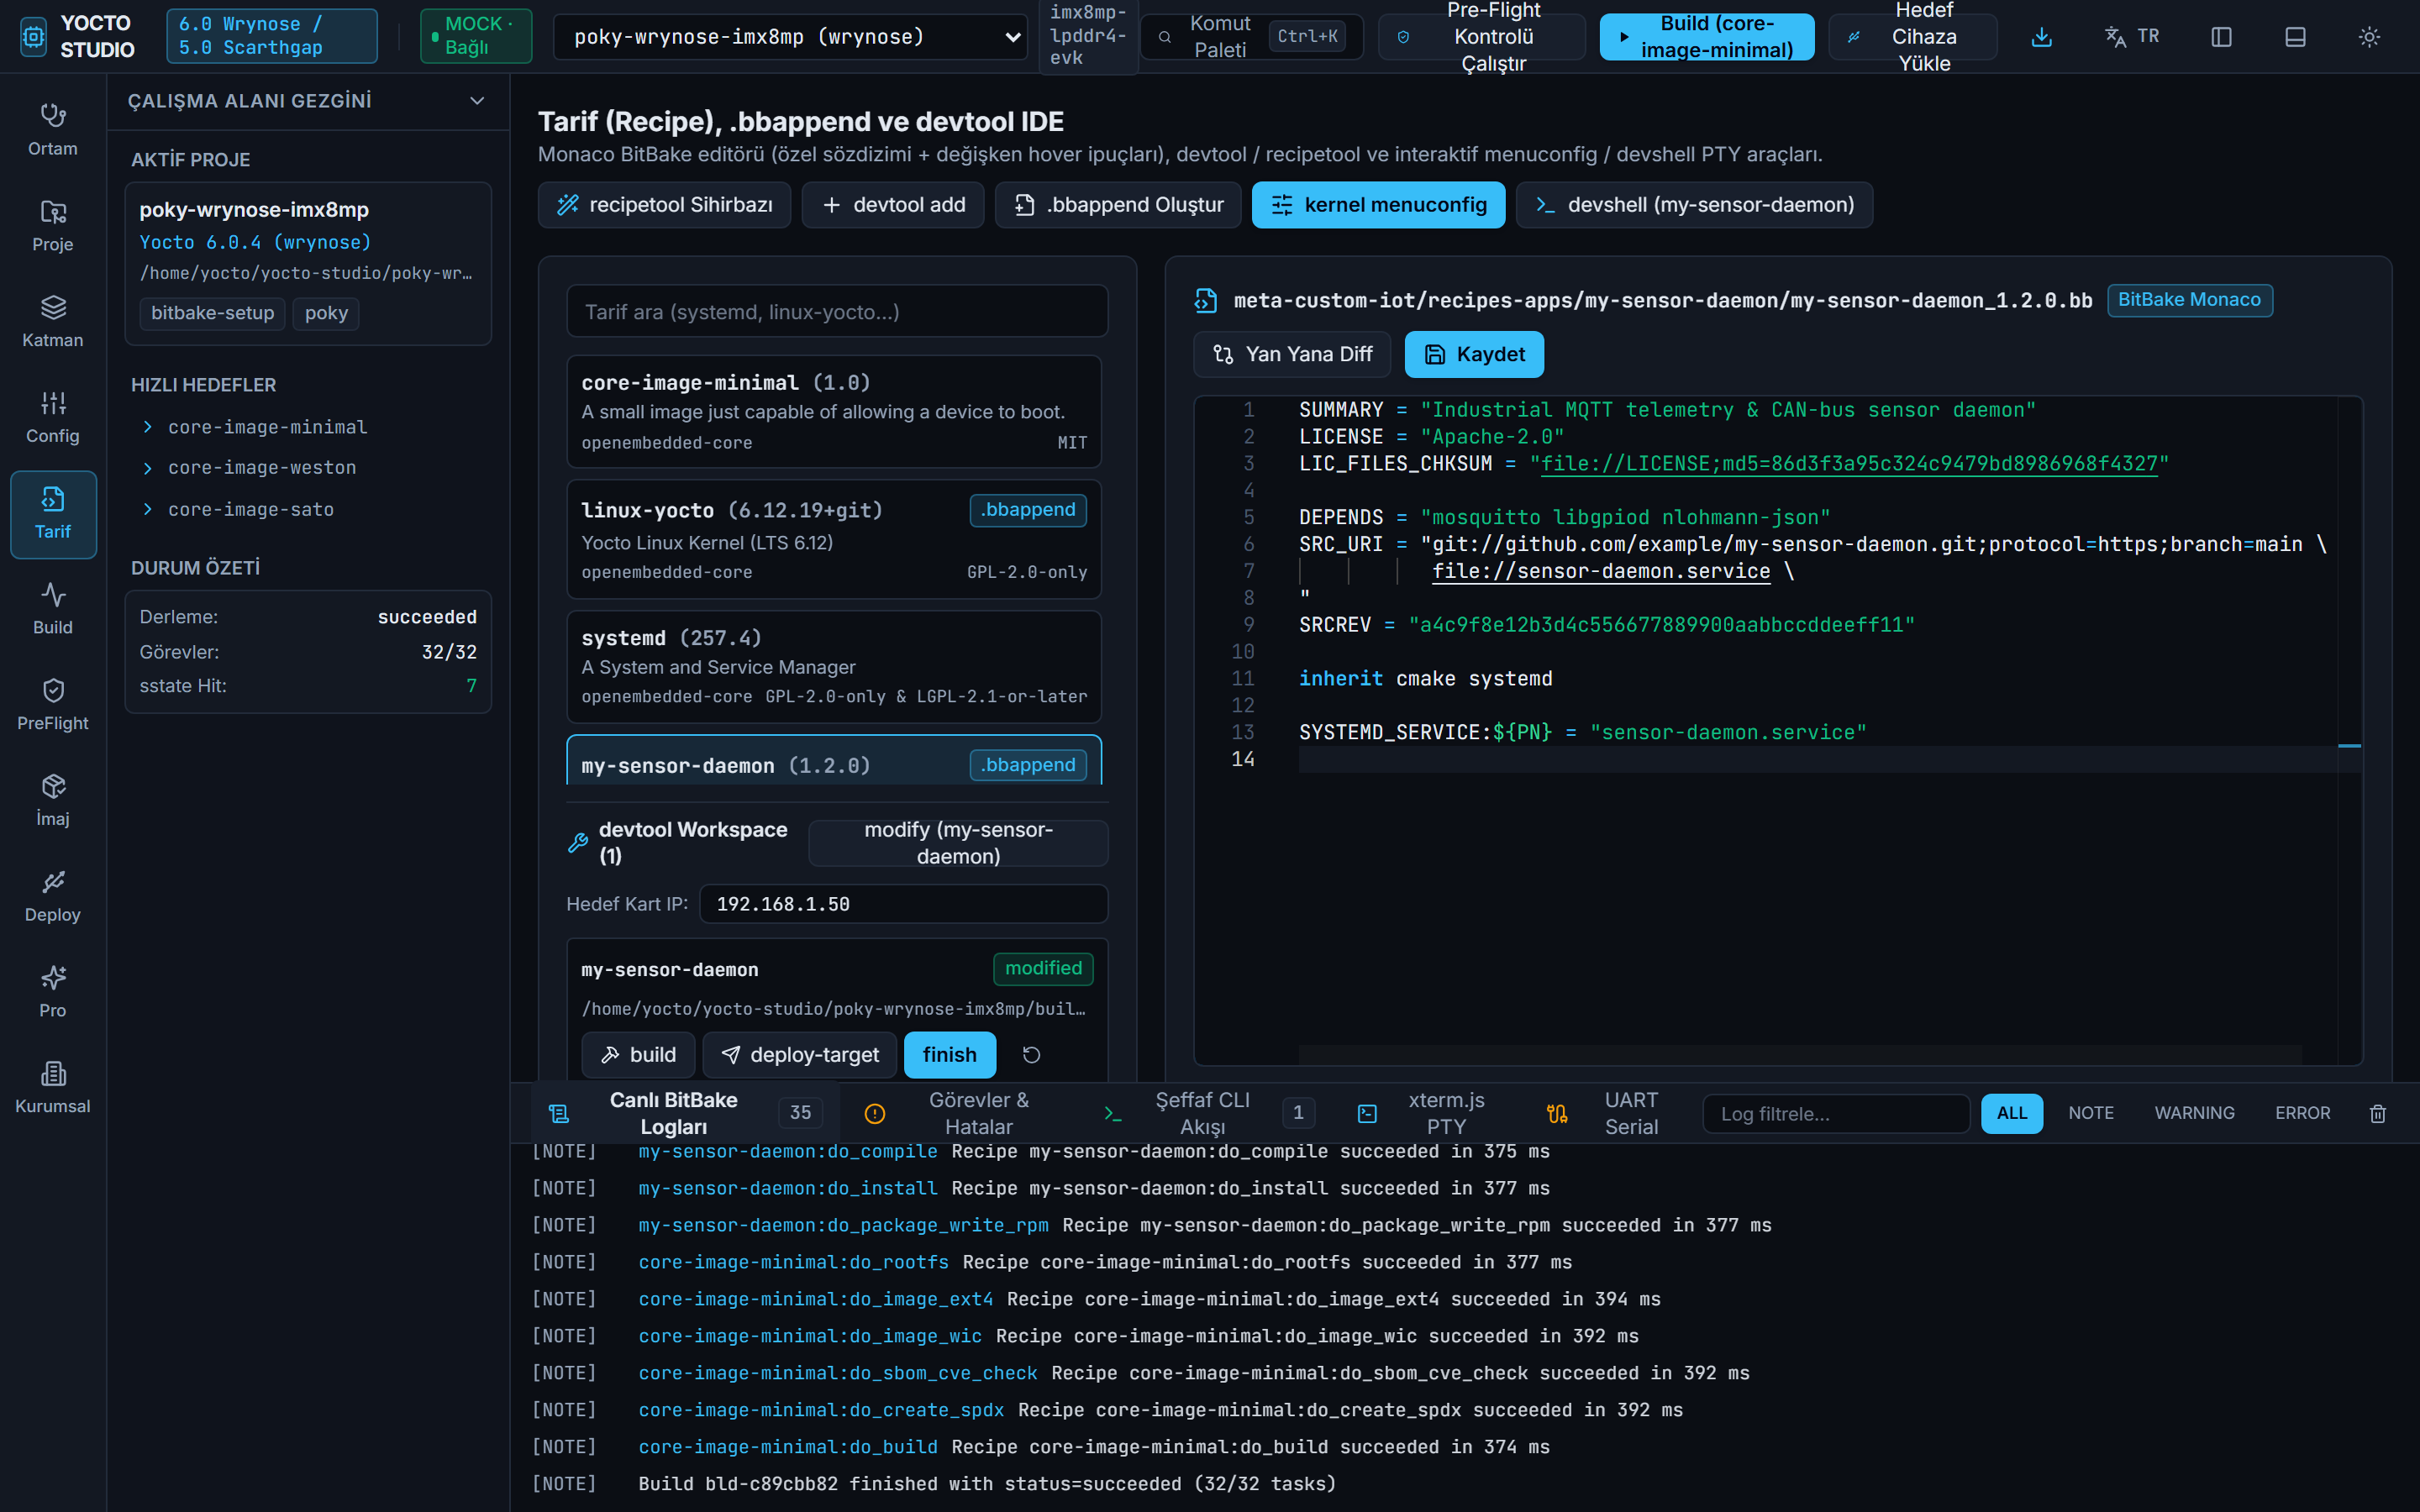 YOCTO
STUDIO
6.0 Wrynose /
5.0 Scarthgap
MOCK ·
Bağlı
poky-wrynose-imx8mp (wrynose)
imx8mp-
lpddr4-
evk
Komut
Paleti
Ctrl+K
Pre-Flight
Kontrolü
Çalıştır
Build (core-
image-minimal)
Hedef
Cihaza
Yükle
TR
Ortam
Proje
Katman
Config
Tarif
Build
PreFlight
İmaj
Deploy
Pro
Kurumsal
ÇALIŞMA ALANI GEZGİNİ
AKTİF PROJE
poky-wrynose-imx8mp
Yocto 6.0.4 (wrynose)
/home/yocto/yocto-studio/poky-wr…
bitbake-setup
poky
HIZLI HEDEFLER
core-image-minimal
core-image-weston
core-image-sato
DURUM ÖZETİ
Derleme: succeeded
Görevler: 32/32
sstate Hit: 7
Tarif (Recipe), .bbappend ve devtool IDE
Monaco BitBake editörü (özel sözdizimi + değişken hover ipuçları), devtool / recipetool ve interaktif menuconfig / devshell PTY araçları.
recipetool Sihirbazı
devtool add
.bbappend Oluştur
kernel menuconfig
devshell (my-sensor-daemon)
Tarif ara (systemd, linux-yocto...)
core-image-minimal (1.0)
A small image just capable of allowing a device to boot.
openembedded-core MIT
linux-yocto (6.12.19+git) .bbappend
Yocto Linux Kernel (LTS 6.12)
openembedded-core GPL-2.0-only
systemd (257.4)
A System and Service Manager
openembedded-core GPL-2.0-only & LGPL-2.1-or-later
my-sensor-daemon (1.2.0) .bbappend
devtool Workspace
(1)
modify (my-sensor-
daemon)
Hedef Kart IP: 192.168.1.50
my-sensor-daemon modified
/home/yocto/yocto-studio/poky-wrynose-imx8mp/buil…
build
deploy-target
finish
meta-custom-iot/recipes-apps/my-sensor-daemon/my-sensor-daemon_1.2.0.bb
BitBake Monaco
Yan Yana Diff
Kaydet
1 SUMMARY = "Industrial MQTT telemetry & CAN-bus sensor daemon"
2 LICENSE = "Apache-2.0"
3 LIC_FILES_CHKSUM = "file://LICENSE;md5=86d3f3a95c324c9479bd8986968f4327"
4
5 DEPENDS = "mosquitto libgpiod nlohmann-json"
6 SRC_URI = "git://github.com/example/my-sensor-daemon.git;protocol=https;branch=main \
7 file://sensor-daemon.service \
8 "
9 SRCREV = "a4c9f8e12b3d4c556677889900aabbccddeeff11"
10
11 inherit cmake systemd
12
13 SYSTEMD_SERVICE:${PN} = "sensor-daemon.service"
14
Canlı BitBake
Logları
35
Görevler &
Hatalar
Şeffaf CLI
Akışı
1
xterm.js
PTY
UART
Serial
Log filtrele...
ALL
NOTE
WARNING
ERROR
[NOTE] my-sensor-daemon:do_compile Recipe my-sensor-daemon:do_compile succeeded in 375 ms
[NOTE] my-sensor-daemon:do_install Recipe my-sensor-daemon:do_install succeeded in 377 ms
[NOTE] my-sensor-daemon:do_package_write_rpm Recipe my-sensor-daemon:do_package_write_rpm succeeded in 377 ms
[NOTE] core-image-minimal:do_rootfs Recipe core-image-minimal:do_rootfs succeeded in 377 ms
[NOTE] core-image-minimal:do_image_ext4 Recipe core-image-minimal:do_image_ext4 succeeded in 394 ms
[NOTE] core-image-minimal:do_image_wic Recipe core-image-minimal:do_image_wic succeeded in 392 ms
[NOTE] core-image-minimal:do_sbom_cve_check Recipe core-image-minimal:do_sbom_cve_check succeeded in 392 ms
[NOTE] core-image-minimal:do_create_spdx Recipe core-image-minimal:do_create_spdx succeeded in 392 ms
[NOTE] core-image-minimal:do_build Recipe core-image-minimal:do_build succeeded in 374 ms
[NOTE] Build bld-c89cbb82 finished with status=succeeded (32/32 tasks)